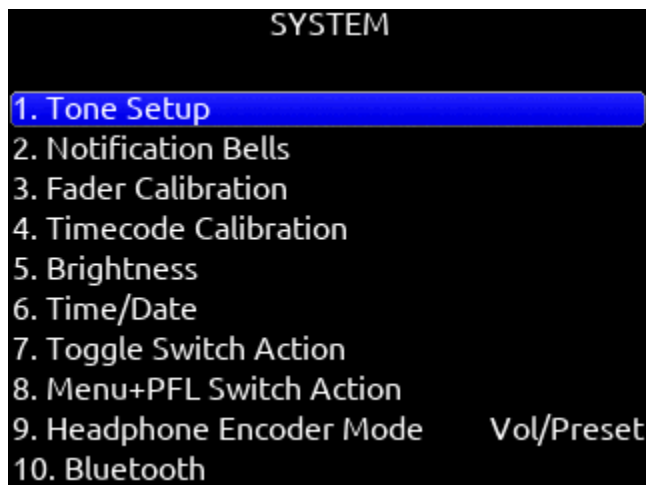 SYSTEM
1. Tone Setup
2. Notification Bells
3. Fader Calibration
4. Timecode Calibration
5. Brightness
6. Time/Date
7. Toggle Switch Action
8. Menu+PFL Switch Action
9. Headphone Encoder Mode Vol/Preset
10. Bluetooth